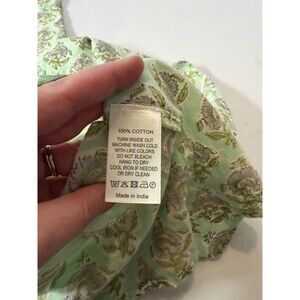 100% COTTON
TURN INSIDE OUT
MACHINE WASH COLD
WITH LIKE COLORS
DO NOT BLEACH
HANG TO DRY
COOL IRON IF NEEDED
OR DRY CLEAN
Made in India